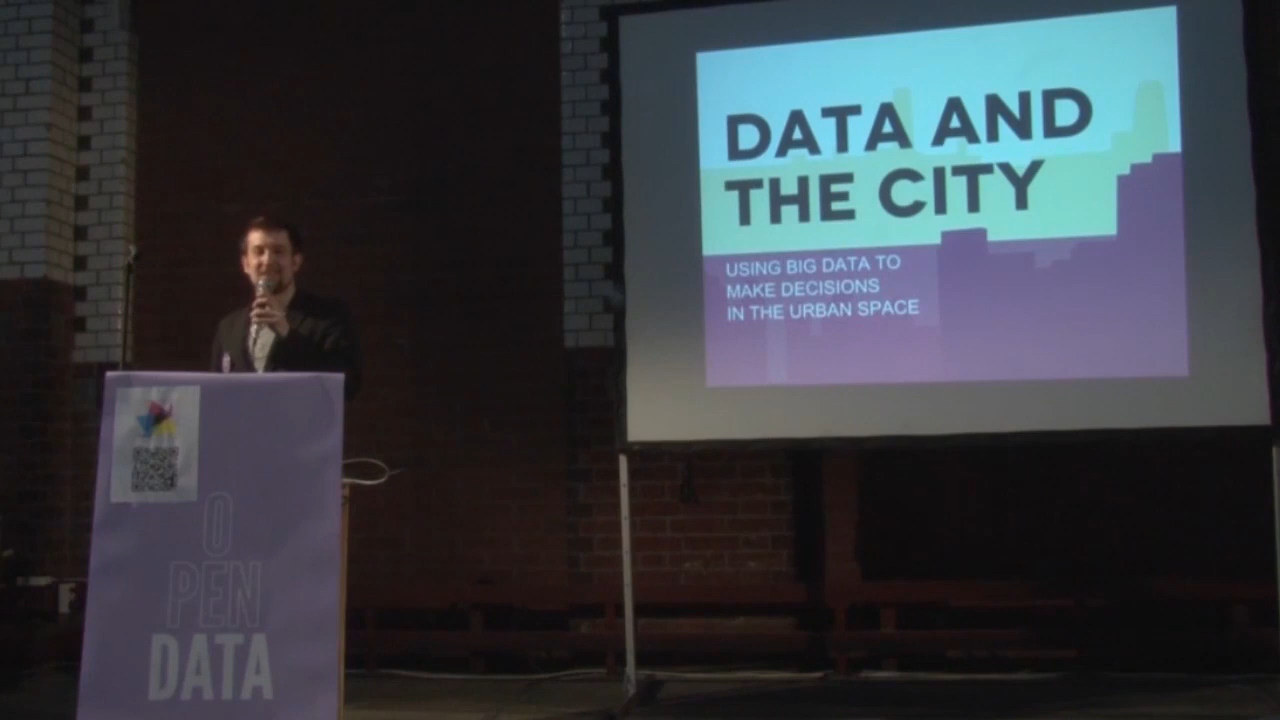 DATA AND
THE CITY
USING BIG DATA TO
MAKE DECISIONS
IN THE URBAN SPACE
O
PEN
DATA